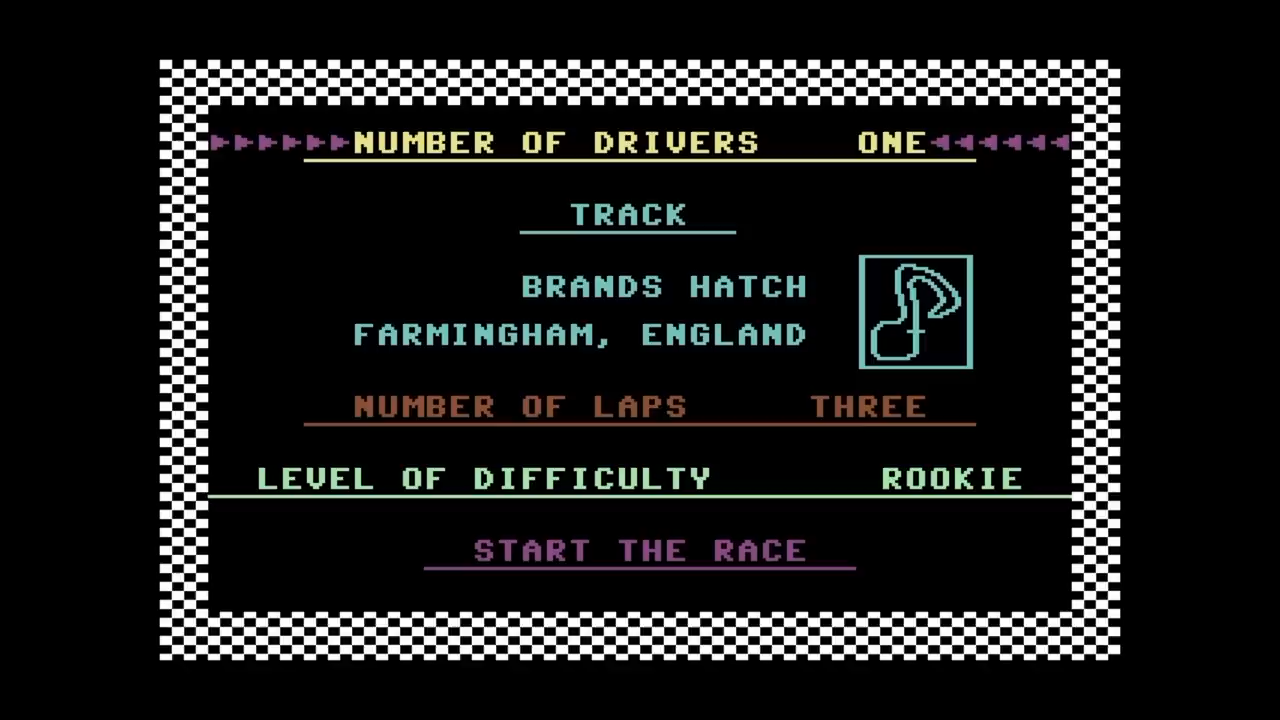 NUMBER OF DRIVERS ONE
TRACK
BRANDS HATCH
FARMINGHAM, ENGLAND
NUMBER OF LAPS THREE
LEVEL OF DIFFICULTY ROOKIE
START THE RACE